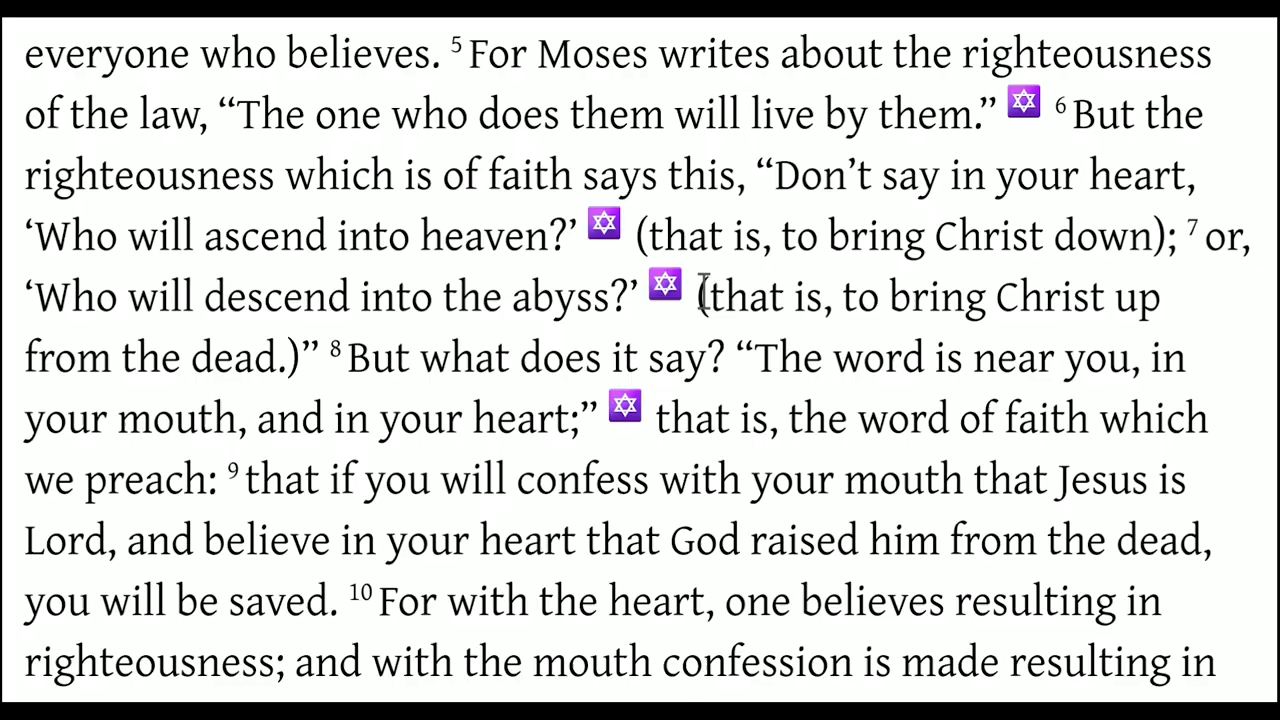 everyone who believes. ⁵ For Moses writes about the righteousness
of the law, “The one who does them will live by them.” ✡ ⁶ But the
righteousness which is of faith says this, “Don’t say in your heart,
‘Who will ascend into heaven?’ ✡ (that is, to bring Christ down); ⁷ or,
‘Who will descend into the abyss?’ ✡ (that is, to bring Christ up
from the dead.)” ⁸ But what does it say? “The word is near you, in
your mouth, and in your heart;” ✡ that is, the word of faith which
we preach: ⁹ that if you will confess with your mouth that Jesus is
Lord, and believe in your heart that God raised him from the dead,
you will be saved. ¹⁰ For with the heart, one believes resulting in
righteousness; and with the mouth confession is made resulting in